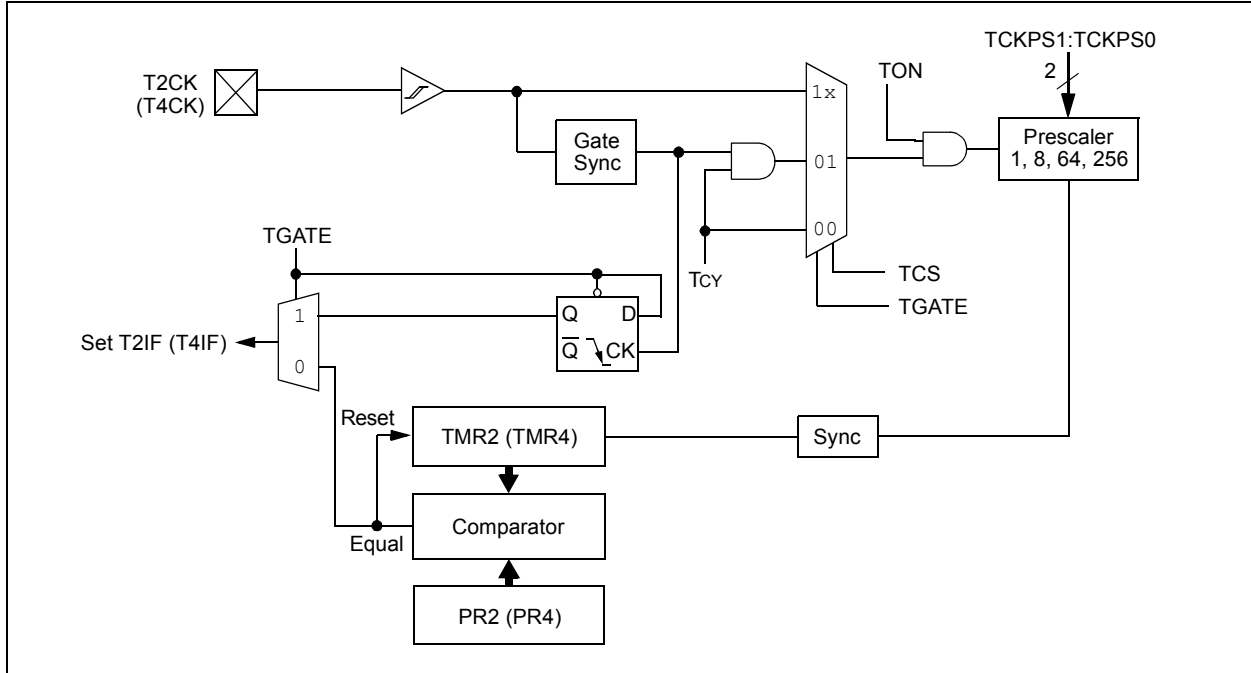 TCKPS1:TCKPS0
2
T2CK
(T4CK)
TON
1x
Prescaler
1, 8, 64, 256
Gate
Sync
01
00
TGATE
TCY
TCS
TGATE
1
Q
D
Set T2IF (T4IF)
Q
CK
0
Reset
TMR2 (TMR4)
Sync
Comparator
Equal
PR2 (PR4)